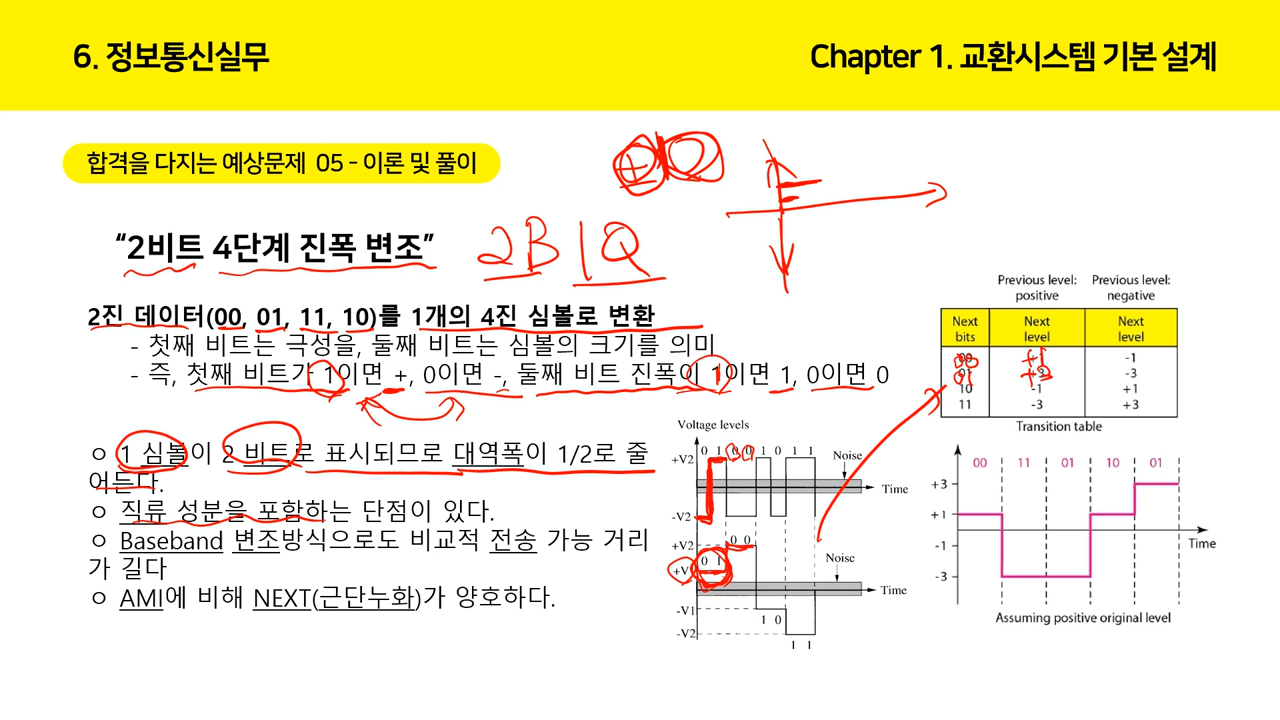 6. 정보통신실무
Chapter 1. 교환시스템 기본 설계
합격을 다지는 예상문제 05 - 이론 및 풀이
“2비트 4단계 진폭 변조”
2B 1Q
2진 데이터(00, 01, 11, 10)를 1개의 4진 심볼로 변환
- 첫째 비트는 극성을, 둘째 비트는 심볼의 크기를 의미
- 즉, 첫째 비트가 1이면 +, 0이면 -, 둘째 비트 진폭이 1이면 1, 0이면 0
ㅇ 1 심볼이 2 비트로 표시되므로 대역폭이 1/2로 줄
어든다.
ㅇ 직류 성분을 포함하는 단점이 있다.
ㅇ Baseband 변조방식으로도 비교적 전송 가능 거리
가 길다
ㅇ AMI에 비해 NEXT(근단누화)가 양호하다.
Voltage levels
0 1 0 0 1 0 1 1
00
+V2
Noise
Time
-V2
+V2
0 0
0 1
Noise
+V
Time
-V1
1 0
-V2
1 1
Previous level: positive
Previous level: negative
Next bits
Next level
Next level
00 +1 -1
01 +3 -3
10 -1 +1
11 -3 +3
Transition table
00 11 01 10 01
+3
+1
Time
-1
-3
Assuming positive original level